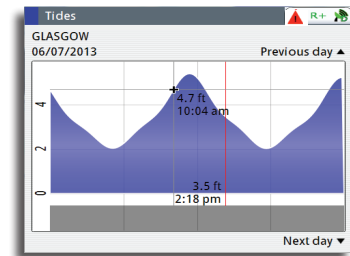 Tides
R+
GLASGOW
06/07/2013
Previous day ▲
4
4.7 ft
10:04 am
2
3.5 ft
0
2:18 pm
Next day ▼